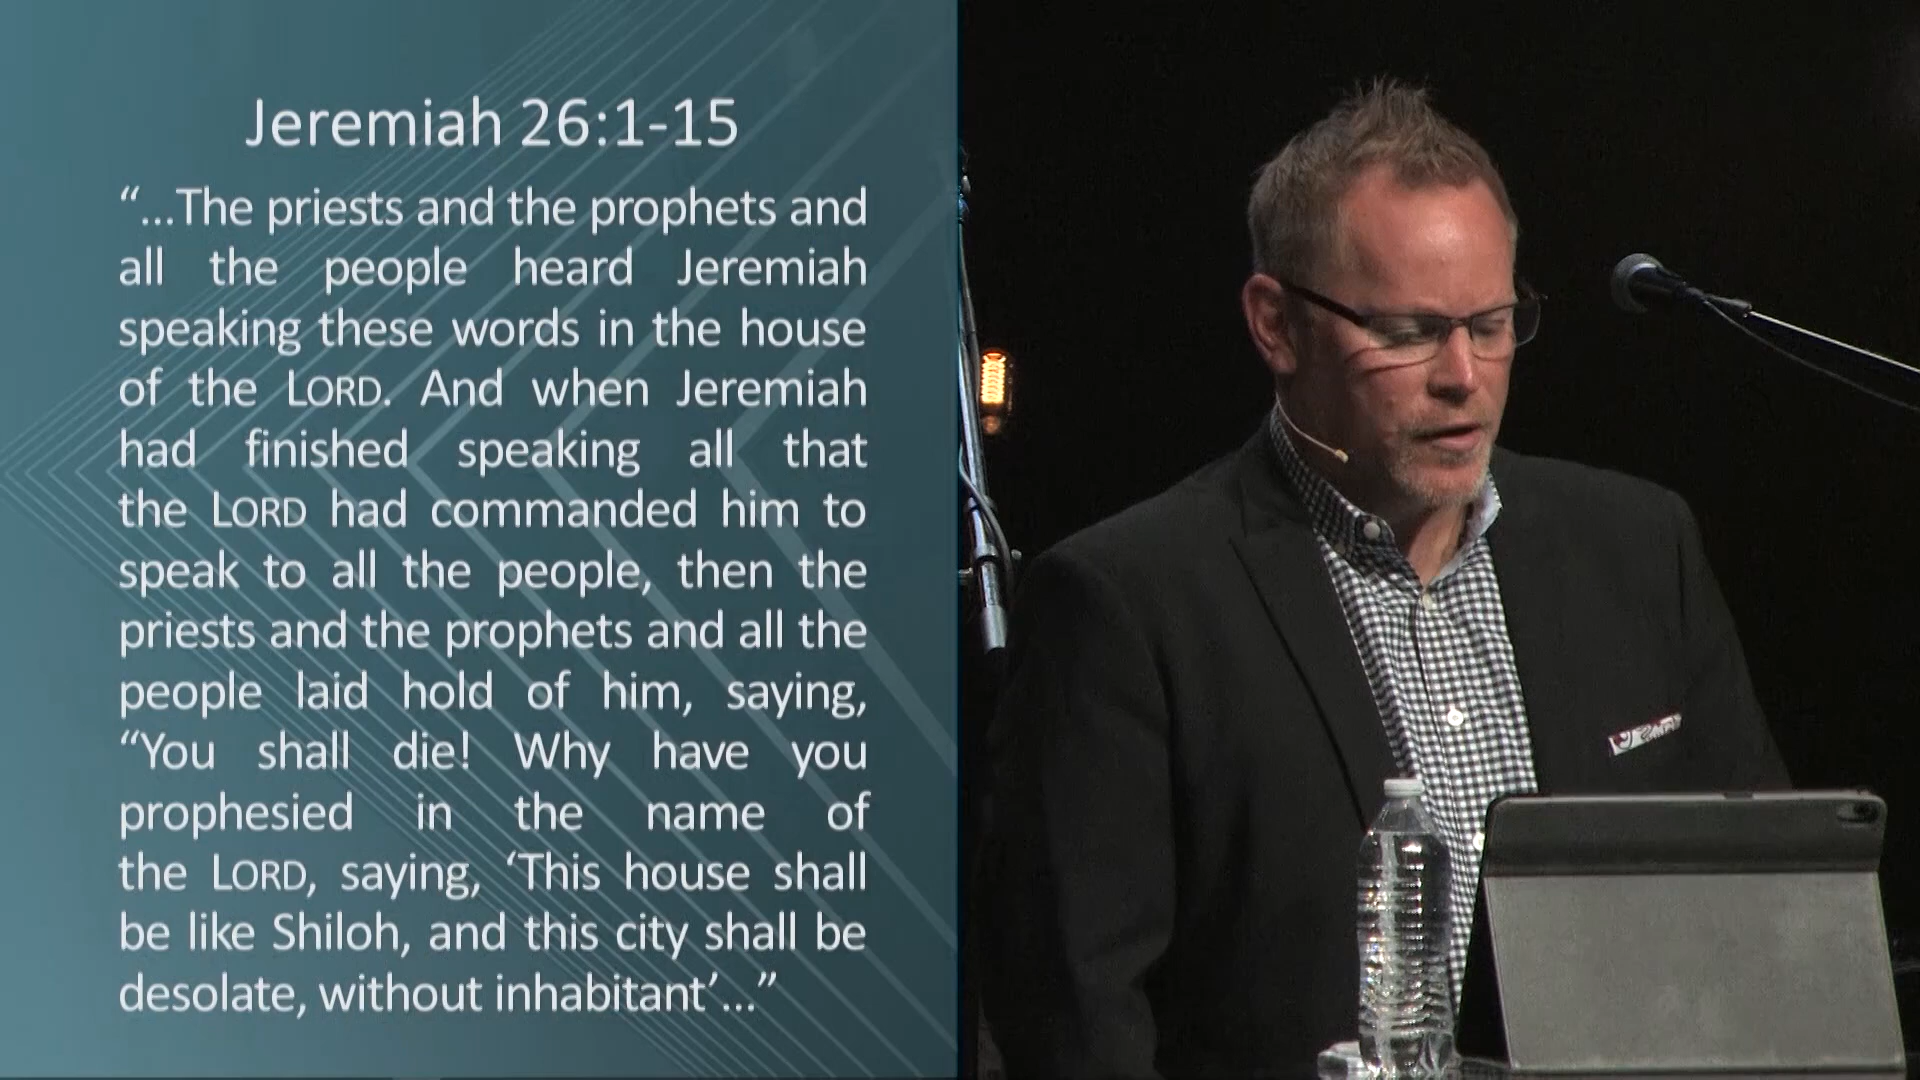 Jeremiah 26:1-15
“...The priests and the prophets and
all the people heard Jeremiah
speaking these words in the house
of the LORD. And when Jeremiah
had finished speaking all that
the LORD had commanded him to
speak to all the people, then the
priests and the prophets and all the
people laid hold of him, saying,
“You shall die! Why have you
prophesied in the name of
the LORD, saying, ‘This house shall
be like Shiloh, and this city shall be
desolate, without inhabitant’...”